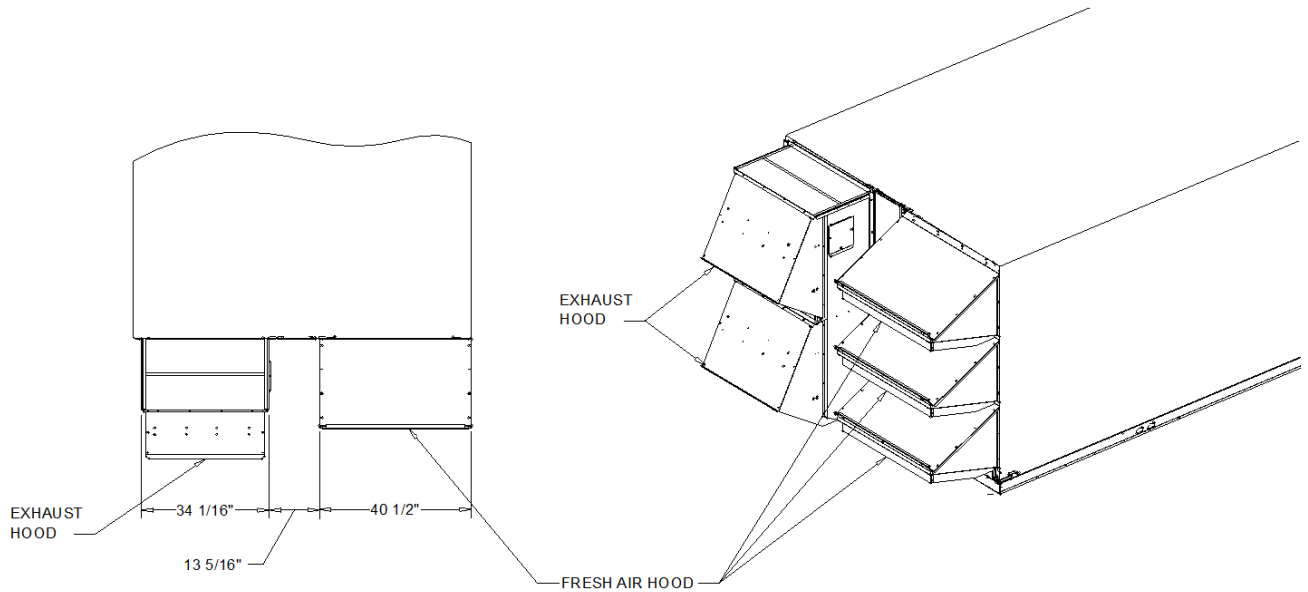 EXHAUST
HOOD
34 1/16"
40 1/2"
EXHAUST
HOOD
13 5/16"
FRESH AIR HOOD